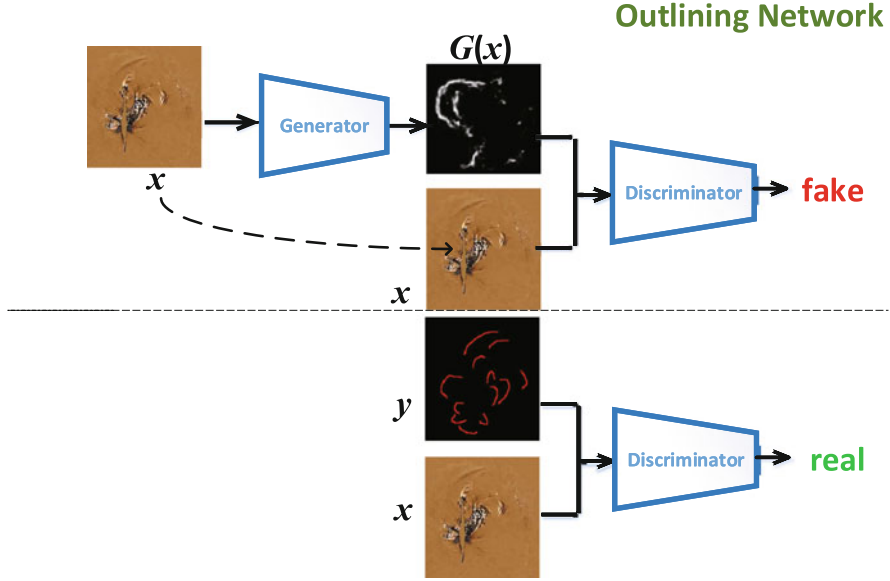 Outlining Network
G(x)
Generator
x
Discriminator
fake
x
y
Discriminator
real
x